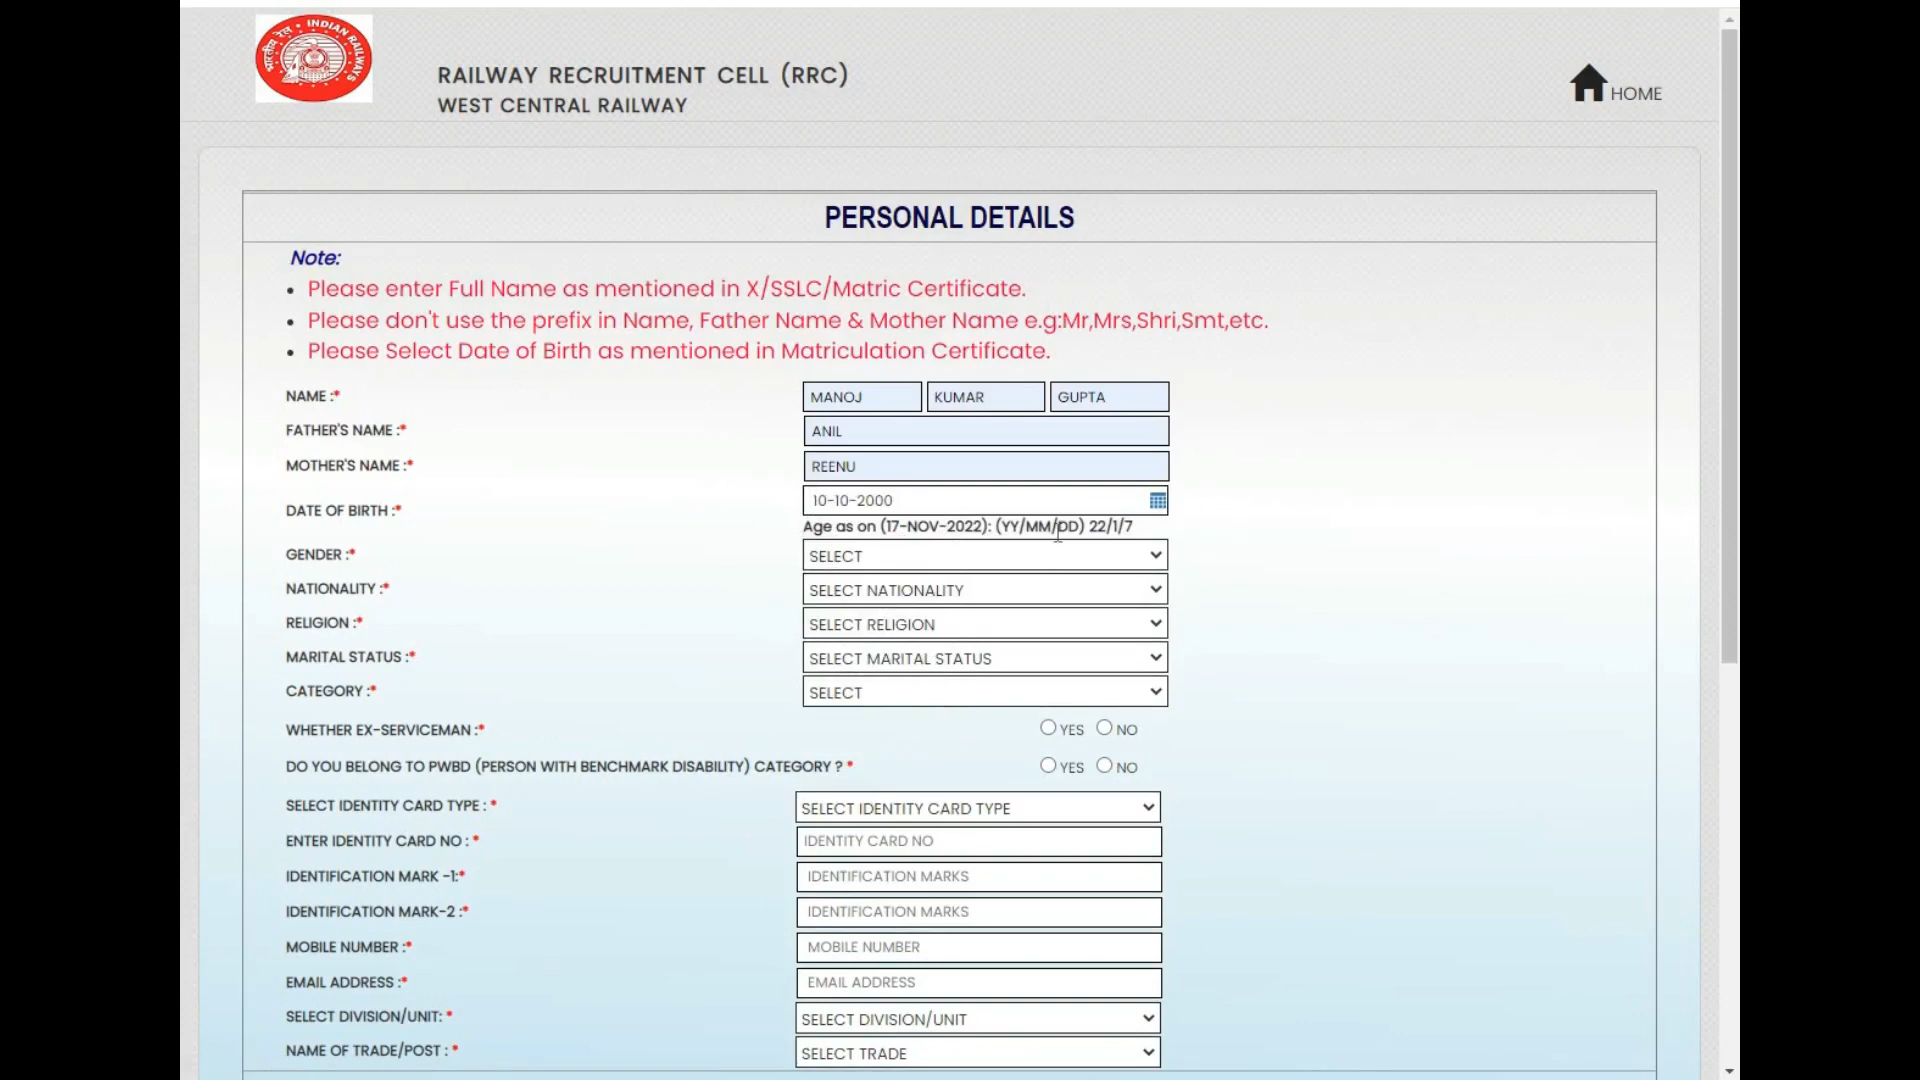 भारतीय रेल • INDIAN RAILWAYS
RAILWAY RECRUITMENT CELL (RRC)
WEST CENTRAL RAILWAY
HOME
PERSONAL DETAILS
Note:
• Please enter Full Name as mentioned in X/SSLC/Matric Certificate.
• Please don't use the prefix in Name, Father Name & Mother Name e.g:Mr,Mrs,Shri,Smt,etc.
• Please Select Date of Birth as mentioned in Matriculation Certificate.
NAME :* MANOJ KUMAR GUPTA
FATHER'S NAME :* ANIL
MOTHER'S NAME :* REENU
DATE OF BIRTH :* 10-10-2000
Age as on (17-NOV-2022): (YY/MM/DD) 22/1/7
GENDER :* SELECT
NATIONALITY :* SELECT NATIONALITY
RELIGION :* SELECT RELIGION
MARITAL STATUS :* SELECT MARITAL STATUS
CATEGORY :* SELECT
WHETHER EX-SERVICEMAN :* YES NO
DO YOU BELONG TO PWBD (PERSON WITH BENCHMARK DISABILITY) CATEGORY ? * YES NO
SELECT IDENTITY CARD TYPE : * SELECT IDENTITY CARD TYPE
ENTER IDENTITY CARD NO : * IDENTITY CARD NO
IDENTIFICATION MARK -1:* IDENTIFICATION MARKS
IDENTIFICATION MARK-2 :* IDENTIFICATION MARKS
MOBILE NUMBER :* MOBILE NUMBER
EMAIL ADDRESS :* EMAIL ADDRESS
SELECT DIVISION/UNIT: * SELECT DIVISION/UNIT
NAME OF TRADE/POST : * SELECT TRADE